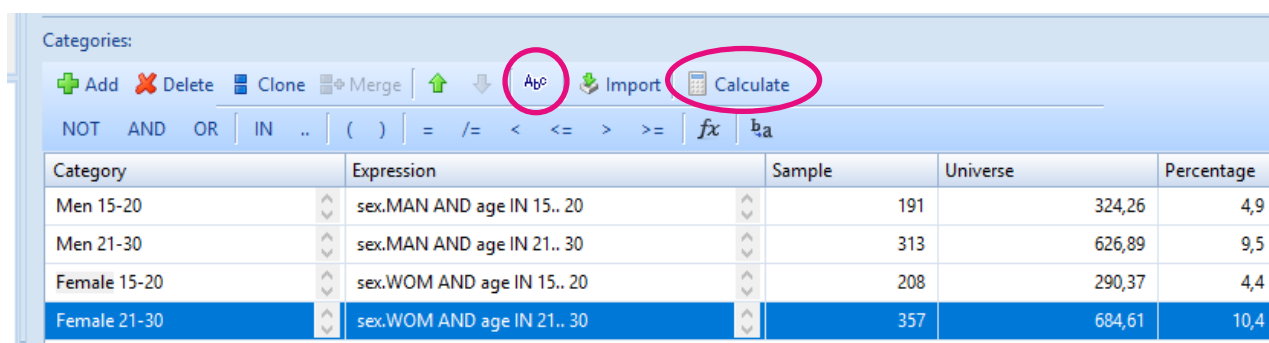 Categories:
Add Delete Clone Merge Abc Import Calculate
NOT AND OR IN .. ( ) = /= < <= > >= fx ba
Category Expression Sample Universe Percentage
Men 15-20 sex.MAN AND age IN 15.. 20 191 324,26 4,9
Men 21-30 sex.MAN AND age IN 21.. 30 313 626,89 9,5
Female 15-20 sex.WOM AND age IN 15.. 20 208 290,37 4,4
Female 21-30 sex.WOM AND age IN 21.. 30 357 684,61 10,4